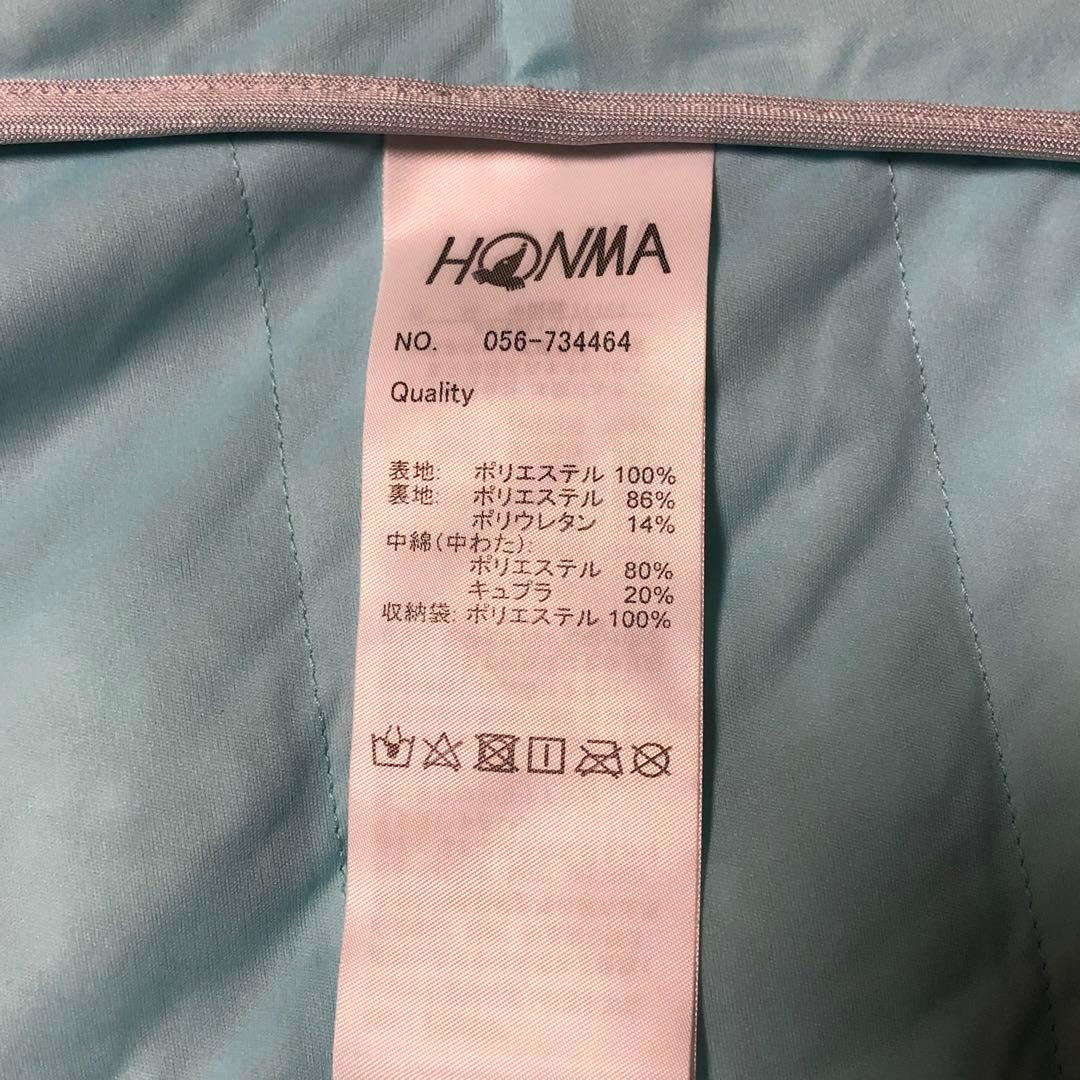 HONMA
NO. 056-734464
Quality
表地: ポリエステル 100%
裏地: ポリエステル 86%
ポリウレタン 14%
中綿(中わた):
ポリエステル 80%
キュプラ 20%
収納袋: ポリエステル 100%